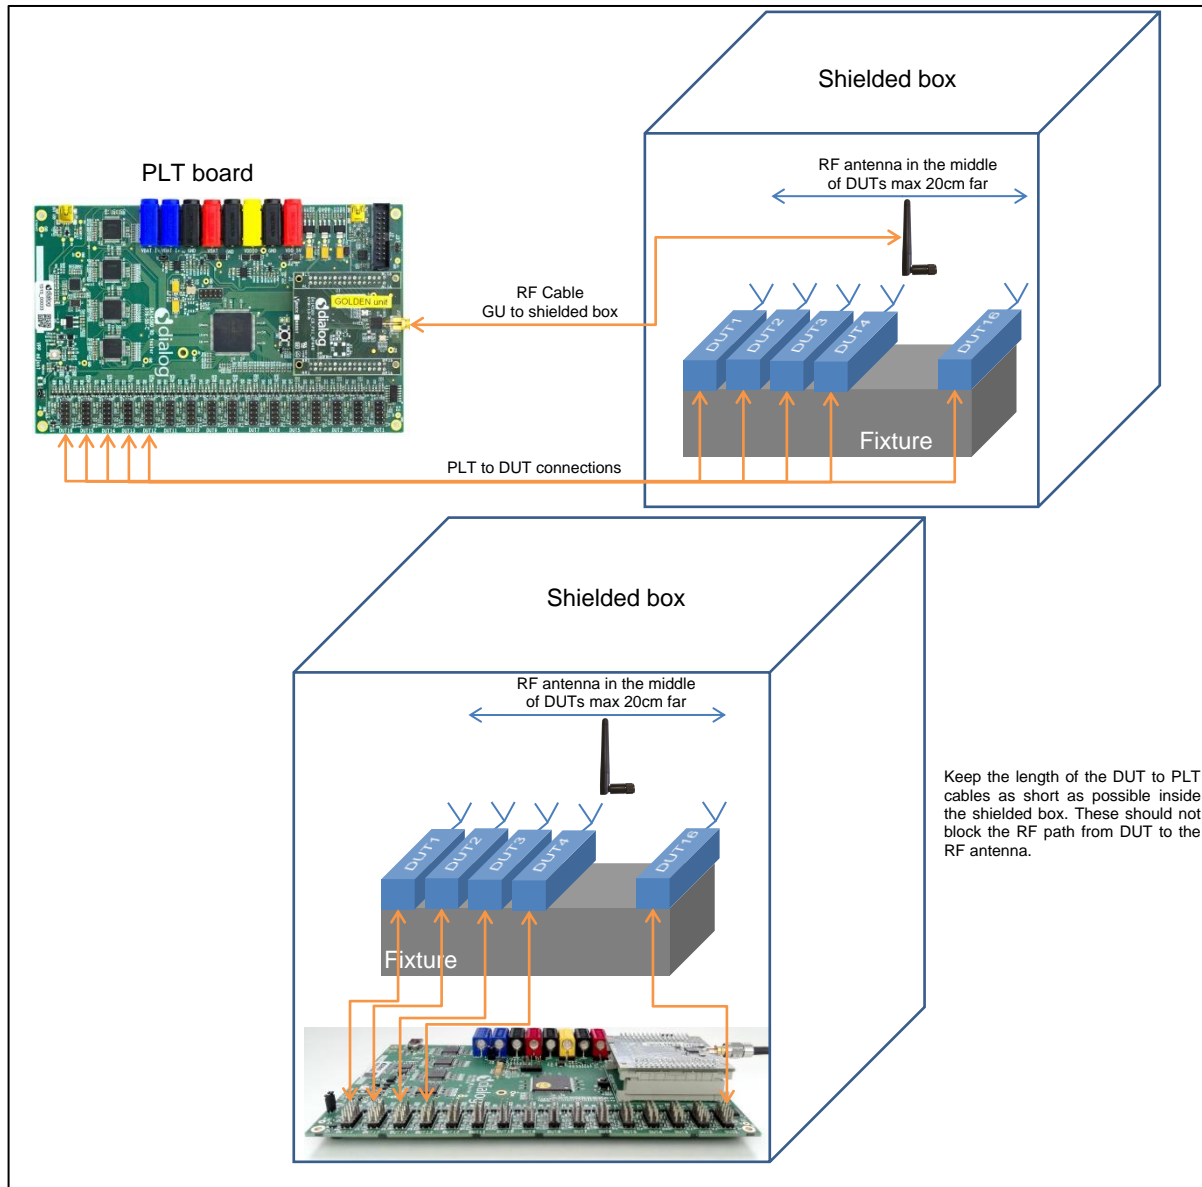 Shielded box
RF antenna in the middle
of DUTs max 20cm far
PLT board
GOLDEN unit
dialog
dialog
RF Cable
GU to shielded box
DUT1
DUT2
DUT3
DUT4
DUT16
Fixture
PLT to DUT connections
Shielded box
RF antenna in the middle
of DUTs max 20cm far
DUT1
DUT2
DUT3
DUT4
DUT16
Fixture
dialog
Keep the length of the DUT to PLT
cables as short as possible inside
the shielded box. These should not
block the RF path from DUT to the
RF antenna.